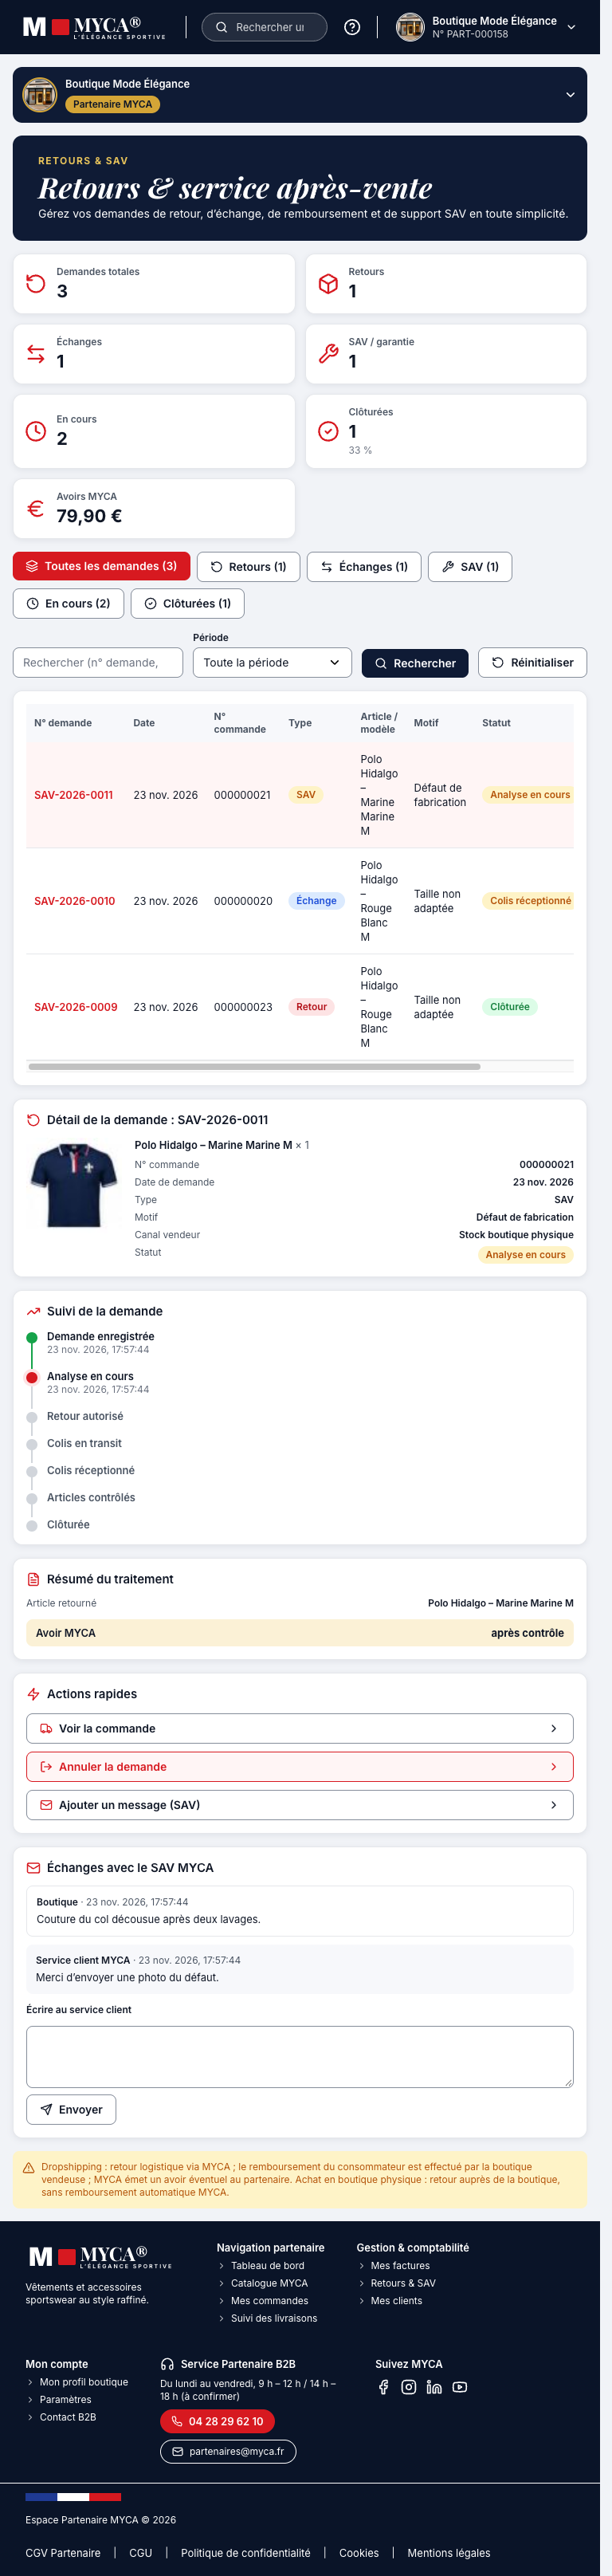 M MYCA®
L'ÉLÉGANCE SPORTIVE
Rechercher un
Boutique Mode Élégance
N° PART-000158
Boutique Mode Élégance
Partenaire MYCA
RETOURS & SAV
Retours & service après-vente
Gérez vos demandes de retour, d'échange, de remboursement et de support SAV en toute simplicité.
Demandes totales
3
Retours
1
Échanges
1
SAV / garantie
1
En cours
2
Clôturées
1
33 %
Avoirs MYCA
79,90 €
Toutes les demandes (3)
Retours (1)
Échanges (1)
SAV (1)
En cours (2)
Clôturées (1)
Période
Rechercher (n° demande,
Toute la période
Rechercher
Réinitialiser
N° demande Date N° commande Type Article / modèle Motif Statut
SAV-2026-0011 23 nov. 2026 000000021 SAV Polo Hidalgo – Marine Marine M Défaut de fabrication Analyse en cours
SAV-2026-0010 23 nov. 2026 000000020 Échange Polo Hidalgo – Rouge Blanc M Taille non adaptée Colis réceptionné
SAV-2026-0009 23 nov. 2026 000000023 Retour Polo Hidalgo – Rouge Blanc M Taille non adaptée Clôturée
Détail de la demande : SAV-2026-0011
Polo Hidalgo – Marine Marine M × 1
N° commande 000000021
Date de demande 23 nov. 2026
Type SAV
Motif Défaut de fabrication
Canal vendeur Stock boutique physique
Statut Analyse en cours
Suivi de la demande
Demande enregistrée
23 nov. 2026, 17:57:44
Analyse en cours
23 nov. 2026, 17:57:44
Retour autorisé
Colis en transit
Colis réceptionné
Articles contrôlés
Clôturée
Résumé du traitement
Article retourné Polo Hidalgo – Marine Marine M
Avoir MYCA après contrôle
Actions rapides
Voir la commande
Annuler la demande
Ajouter un message (SAV)
Échanges avec le SAV MYCA
Boutique · 23 nov. 2026, 17:57:44
Couture du col décousue après deux lavages.
Service client MYCA · 23 nov. 2026, 17:57:44
Merci d'envoyer une photo du défaut.
Écrire au service client
Envoyer
Dropshipping : retour logistique via MYCA ; le remboursement du consommateur est effectué par la boutique
vendeuse ; MYCA émet un avoir éventuel au partenaire. Achat en boutique physique : retour auprès de la boutique,
sans remboursement automatique MYCA.
M MYCA®
L'ÉLÉGANCE SPORTIVE
Vêtements et accessoires
sportswear au style raffiné.
Navigation partenaire
Tableau de bord
Catalogue MYCA
Mes commandes
Suivi des livraisons
Gestion & comptabilité
Mes factures
Retours & SAV
Mes clients
Mon compte
Mon profil boutique
Paramètres
Contact B2B
Service Partenaire B2B
Du lundi au vendredi, 9 h – 12 h / 14 h –
18 h (à confirmer)
04 28 29 62 10
partenaires@myca.fr
Suivez MYCA
Espace Partenaire MYCA © 2026
CGV Partenaire | CGU | Politique de confidentialité | Cookies | Mentions légales